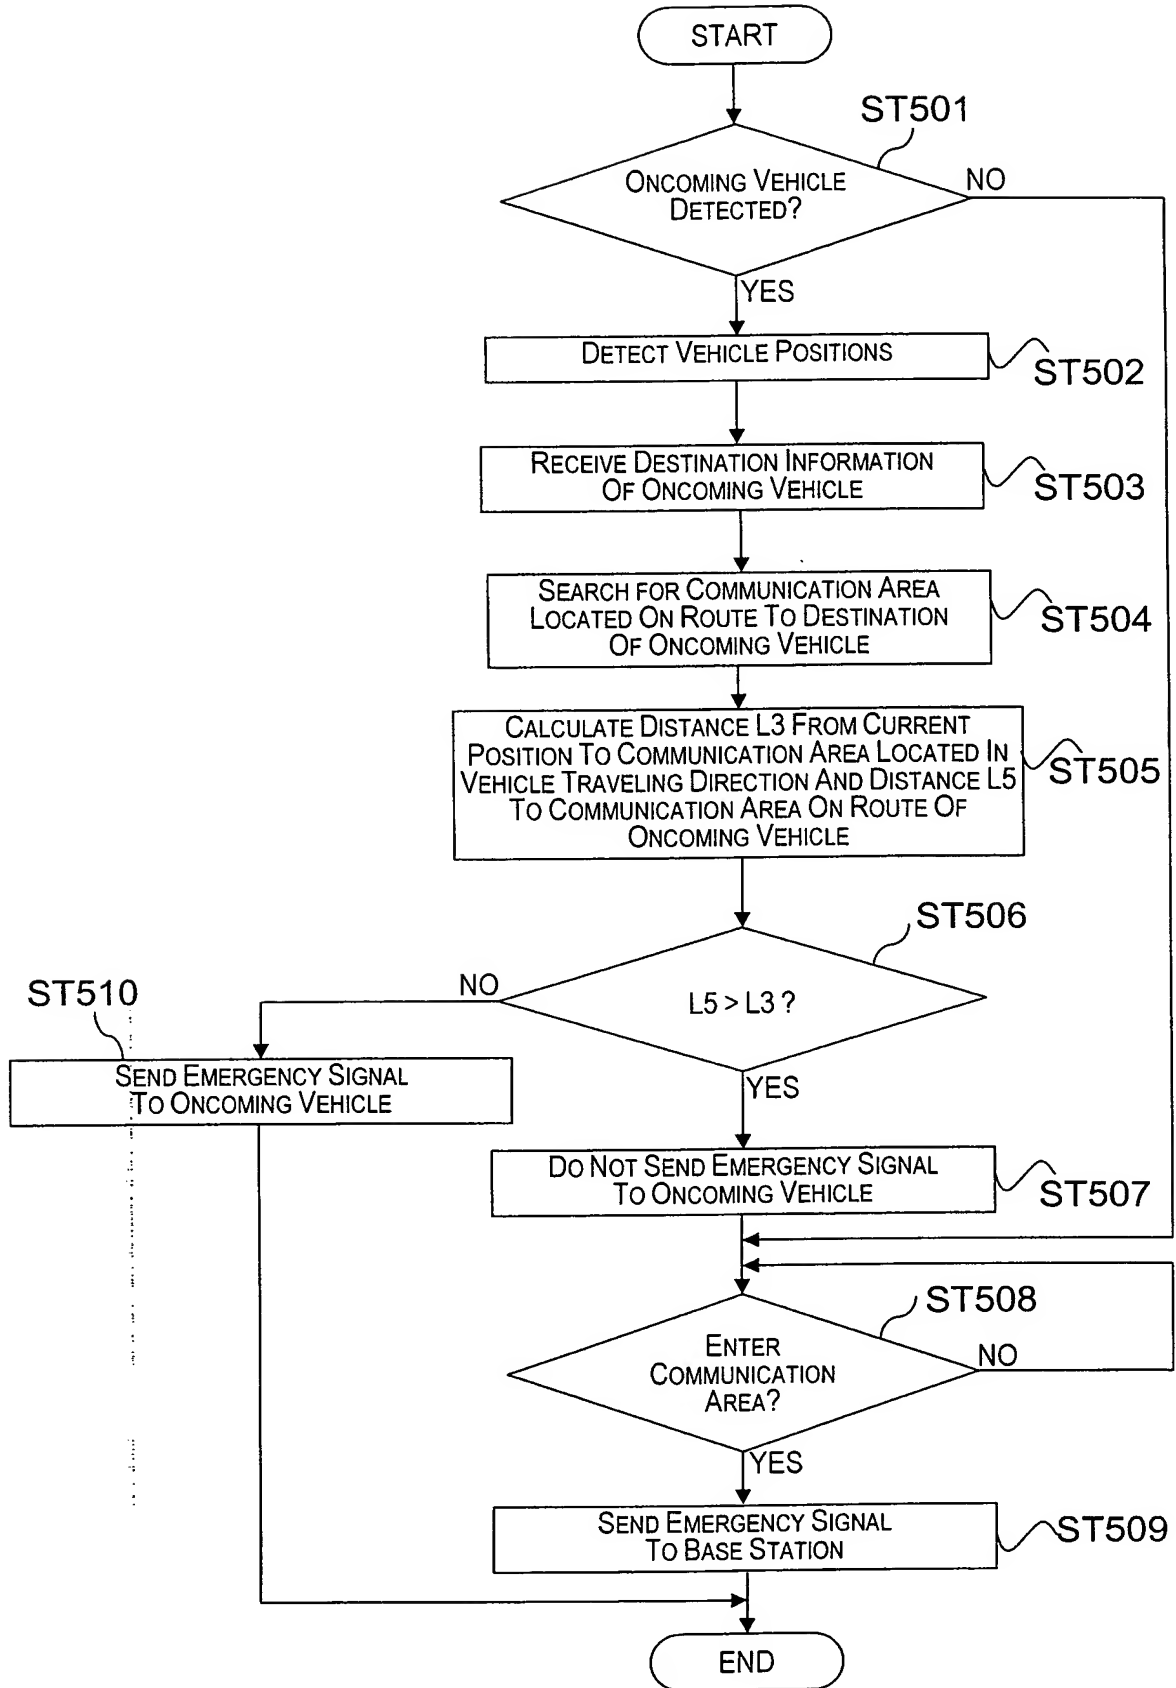 START
ST501
ONCOMING VEHICLE
DETECTED?
NO
YES
DETECT VEHICLE POSITIONS
ST502
RECEIVE DESTINATION INFORMATION
OF ONCOMING VEHICLE
ST503
SEARCH FOR COMMUNICATION AREA
LOCATED ON ROUTE TO DESTINATION
OF ONCOMING VEHICLE
ST504
CALCULATE DISTANCE L3 FROM CURRENT
POSITION TO COMMUNICATION AREA LOCATED IN
VEHICLE TRAVELING DIRECTION AND DISTANCE L5
TO COMMUNICATION AREA ON ROUTE OF
ONCOMING VEHICLE
ST505
ST506
L5 > L3 ?
NO
YES
ST510
SEND EMERGENCY SIGNAL
TO ONCOMING VEHICLE
DO NOT SEND EMERGENCY SIGNAL
TO ONCOMING VEHICLE
ST507
ST508
ENTER
COMMUNICATION
AREA?
NO
YES
SEND EMERGENCY SIGNAL
TO BASE STATION
ST509
END